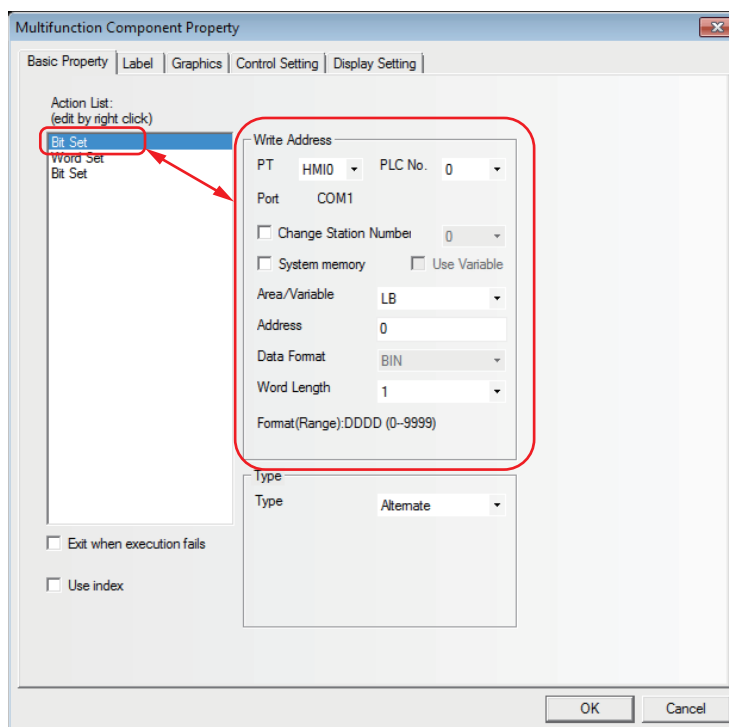 Multifunction Component Property
Basic Property Label Graphics Control Setting Display Setting
Action List:
(edit by right click)
Bit Set
Word Set
Bit Set
Write Address
PT HMI0 PLC No. 0
Port COM1
Change Station Number 0
System memory Use Variable
Area/Variable LB
Address 0
Data Format BIN
Word Length 1
Format(Range):DDDD (0--9999)
Type
Type Alternate
Exit when execution fails
Use index
OK Cancel